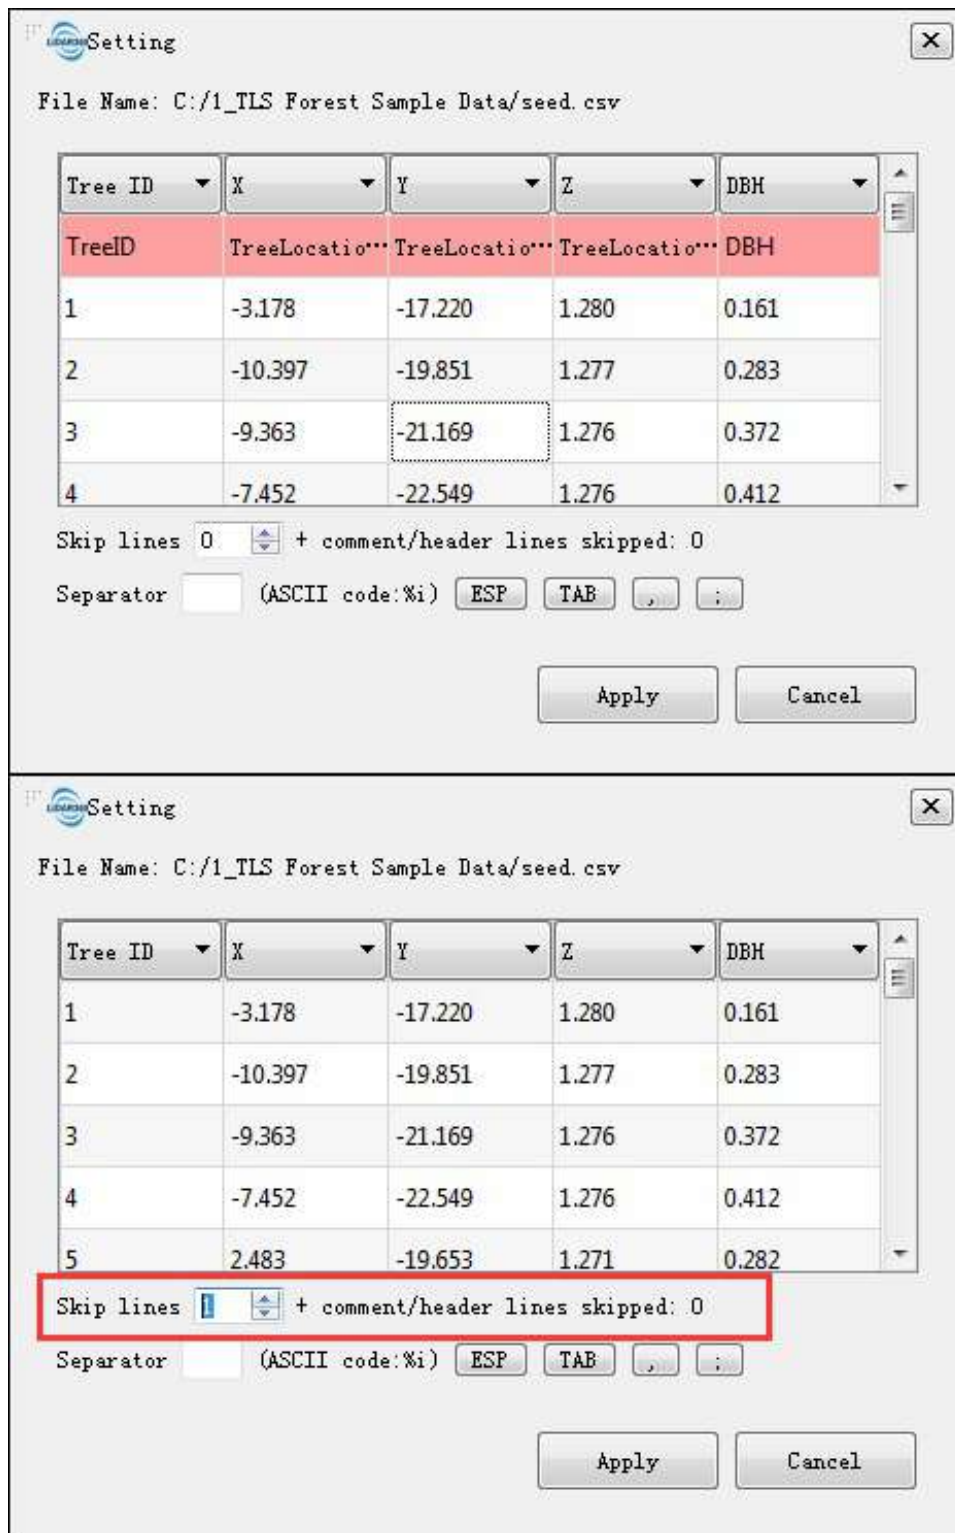 Setting
File Name: C:/1_TLS Forest Sample Data/seed.csv
Tree ID X Y Z DBH
TreeID TreeLocatio... TreeLocatio... TreeLocatio... DBH
1 -3.178 -17.220 1.280 0.161
2 -10.397 -19.851 1.277 0.283
3 -9.363 -21.169 1.276 0.372
4 -7.452 -22.549 1.276 0.412
Skip lines 0 + comment/header lines skipped: 0
Separator (ASCII code:%i) ESP TAB , ;
Apply Cancel
Setting
File Name: C:/1_TLS Forest Sample Data/seed.csv
Tree ID X Y Z DBH
1 -3.178 -17.220 1.280 0.161
2 -10.397 -19.851 1.277 0.283
3 -9.363 -21.169 1.276 0.372
4 -7.452 -22.549 1.276 0.412
5 2.483 -19.653 1.271 0.282
Skip lines 1 + comment/header lines skipped: 0
Separator (ASCII code:%i) ESP TAB , ;
Apply Cancel